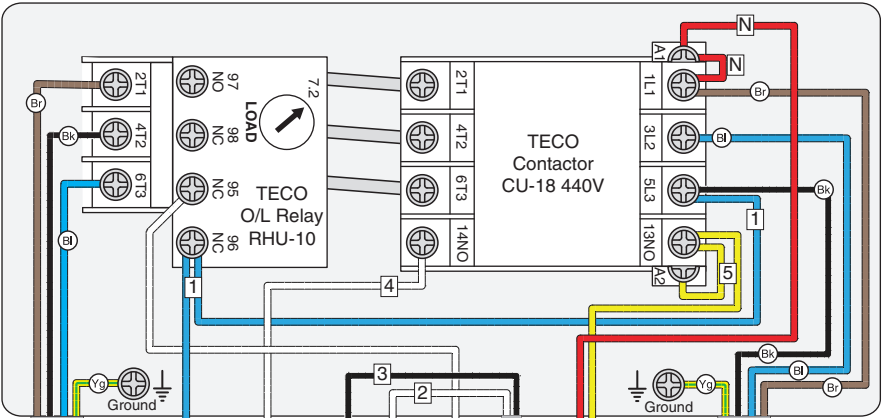 N
A1
N
2T1
NO 97
7.2
2T1
1L1
Br
Br
LOAD
4T2
NC 98
4T2
TECO
Contactor
CU-18 440V
3L2
Bl
Bk
6T3
NC 95
TECO
O/L Relay
RHU-10
6T3
5L3
Bk
1
Bl
NC 96
14NO
13NO
A2
5
1
4
3
2
Bk
Bl
Br
Yg
Ground
Yg
Ground